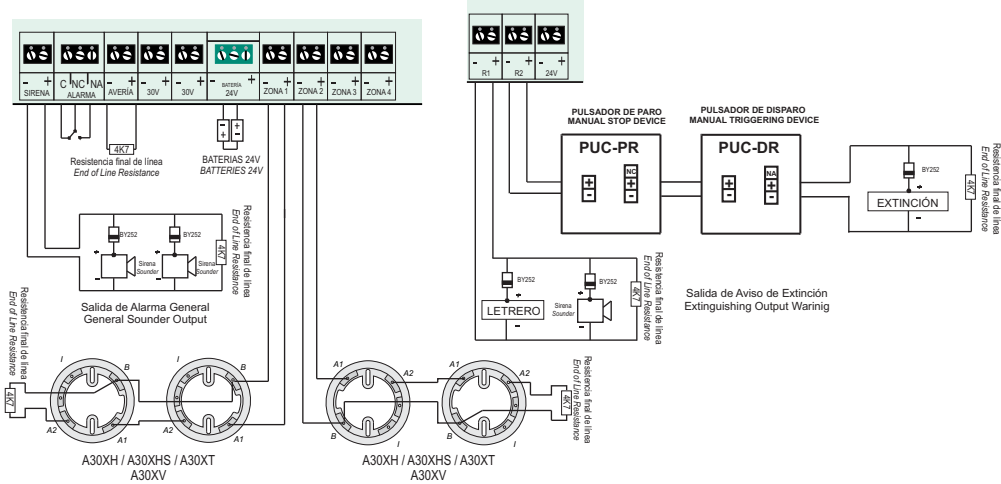 - +
SIRENA
C NC NA
ALARMA
- +
AVERÍA
- +
30V
- +
30V
- +
BATERÍA
24V
- +
ZONA 1
- +
ZONA 2
- +
ZONA 3
- +
ZONA 4
- +
R1
- +
R2
- +
24V
4K7
Resistencia final de línea
End of Line Resistance
- +
+ -
BATERIAS 24V
BATTERIES 24V
PULSADOR DE PARO
MANUAL STOP DEVICE
PUC-PR
+
-
NC
+
-
PULSADOR DE DISPARO
MANUAL TRIGGERING DEVICE
PUC-DR
+
-
NA
+
-
BY252
+
EXTINCIÓN
-
4K7
Resistencia final de línea
End of Line Resistance
BY252
BY252
+
+
Sirena
Sounder
Sirena
Sounder
-
-
4K7
Resistencia final de línea
End of Line Resistance
Salida de Alarma General
General Sounder Output
BY252
BY252
+
+
LETRERO
Sirena
Sounder
-
-
4K7
Resistencia final de línea
End of Line Resistance
Salida de Aviso de Extinción
Extinguishing Output Warinig
Resistencia final de línea
End of Line Resistance
4K7
I
B
A2
A1
I
B
A2
A1
A30XH / A30XHS / A30XT
A30XV
A1
A2
B
I
A1
A2
B
I
4K7
Resistencia final de línea
End of Line Resistance
A30XH / A30XHS / A30XT
A30XV